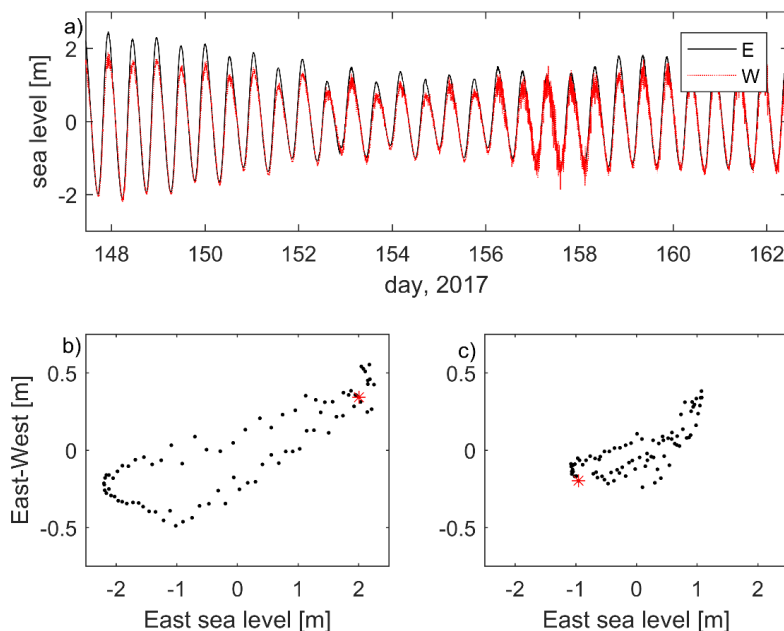 a)
E
W
2
0
-2
sea level [m]
148 150 152 154 156 158 160 162
day, 2017
b)
0.5
0
-0.5
East-West [m]
-2 -1 0 1 2
East sea level [m]
c)
0.5
0
-0.5
-2 -1 0 1 2
East sea level [m]